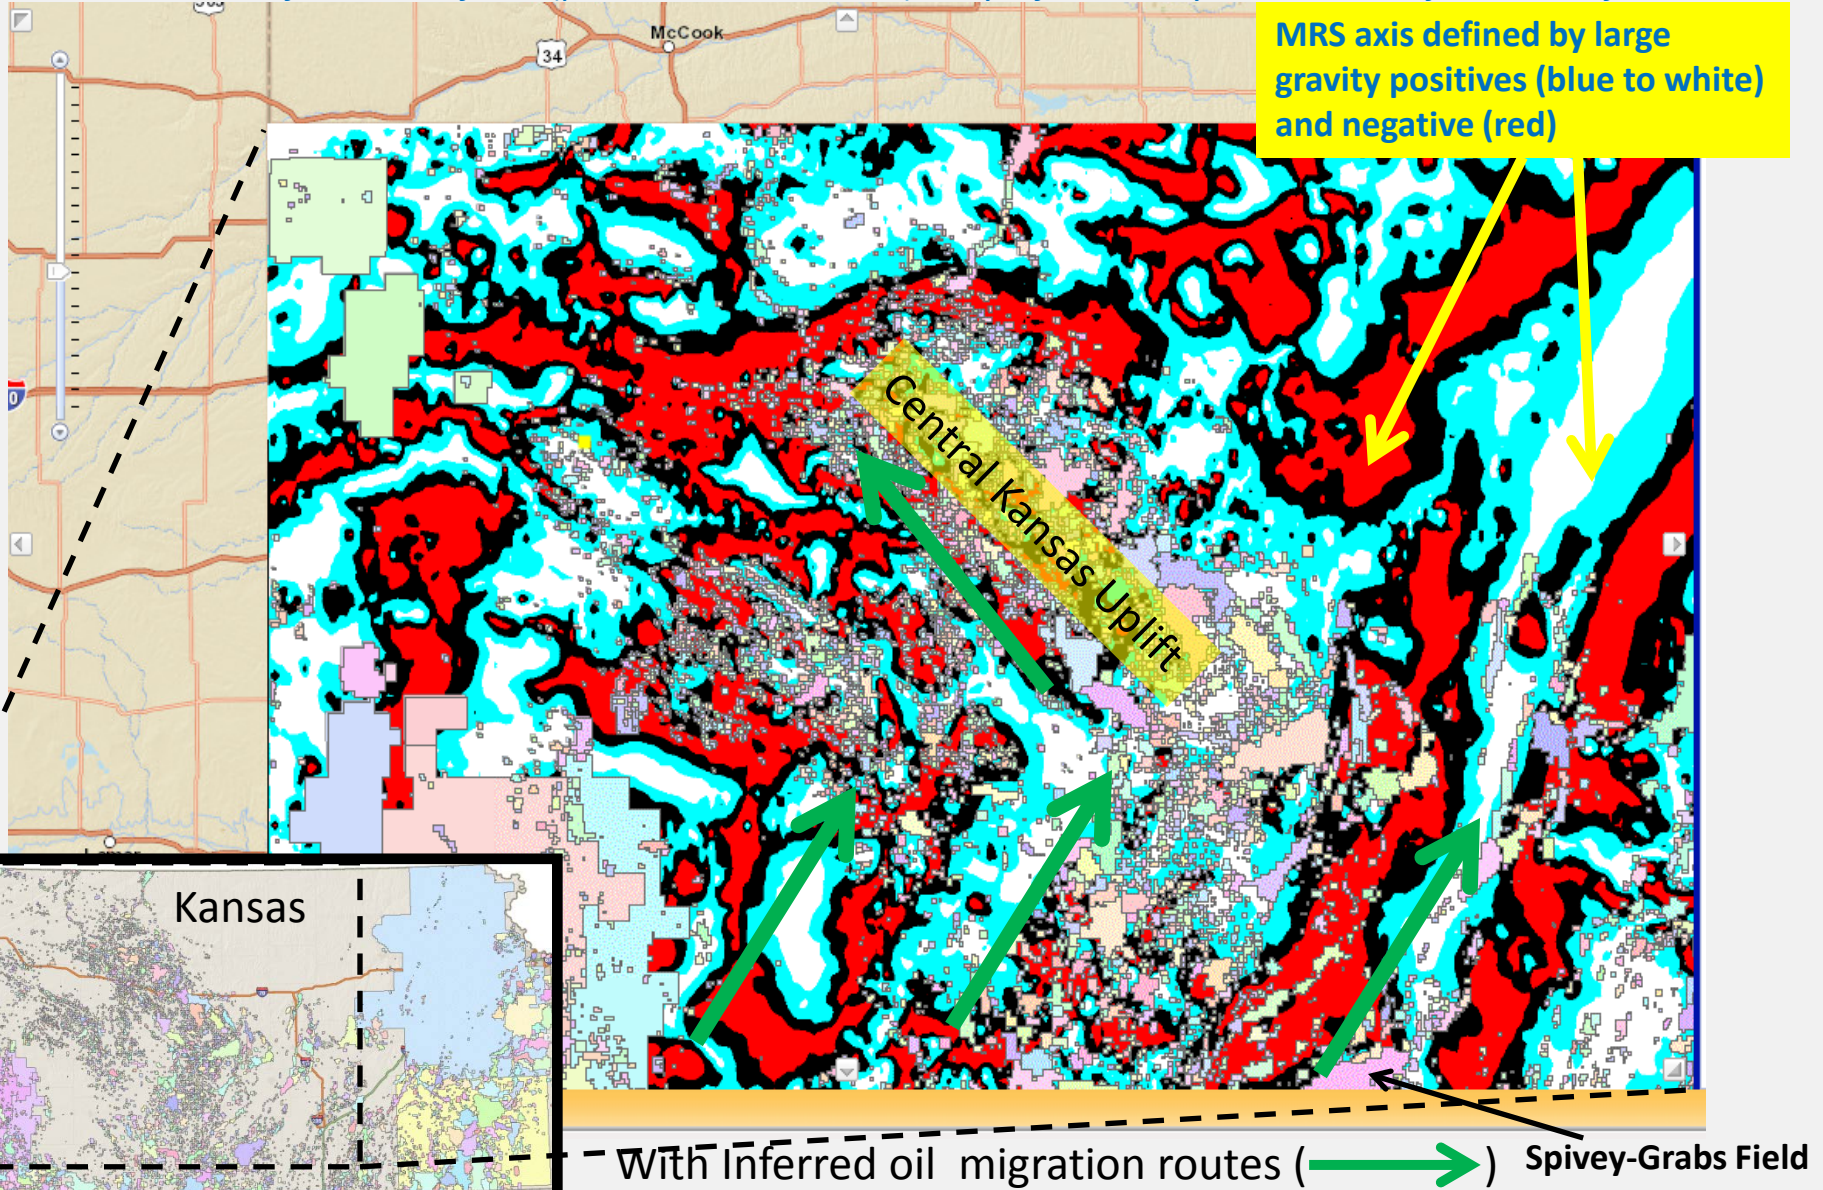 McCook
34
MRS axis defined by large
gravity positives (blue to white)
and negative (red)
Central Kansas Uplift
Kansas
With Inferred oil migration routes (
)
Spivey-Grabs Field